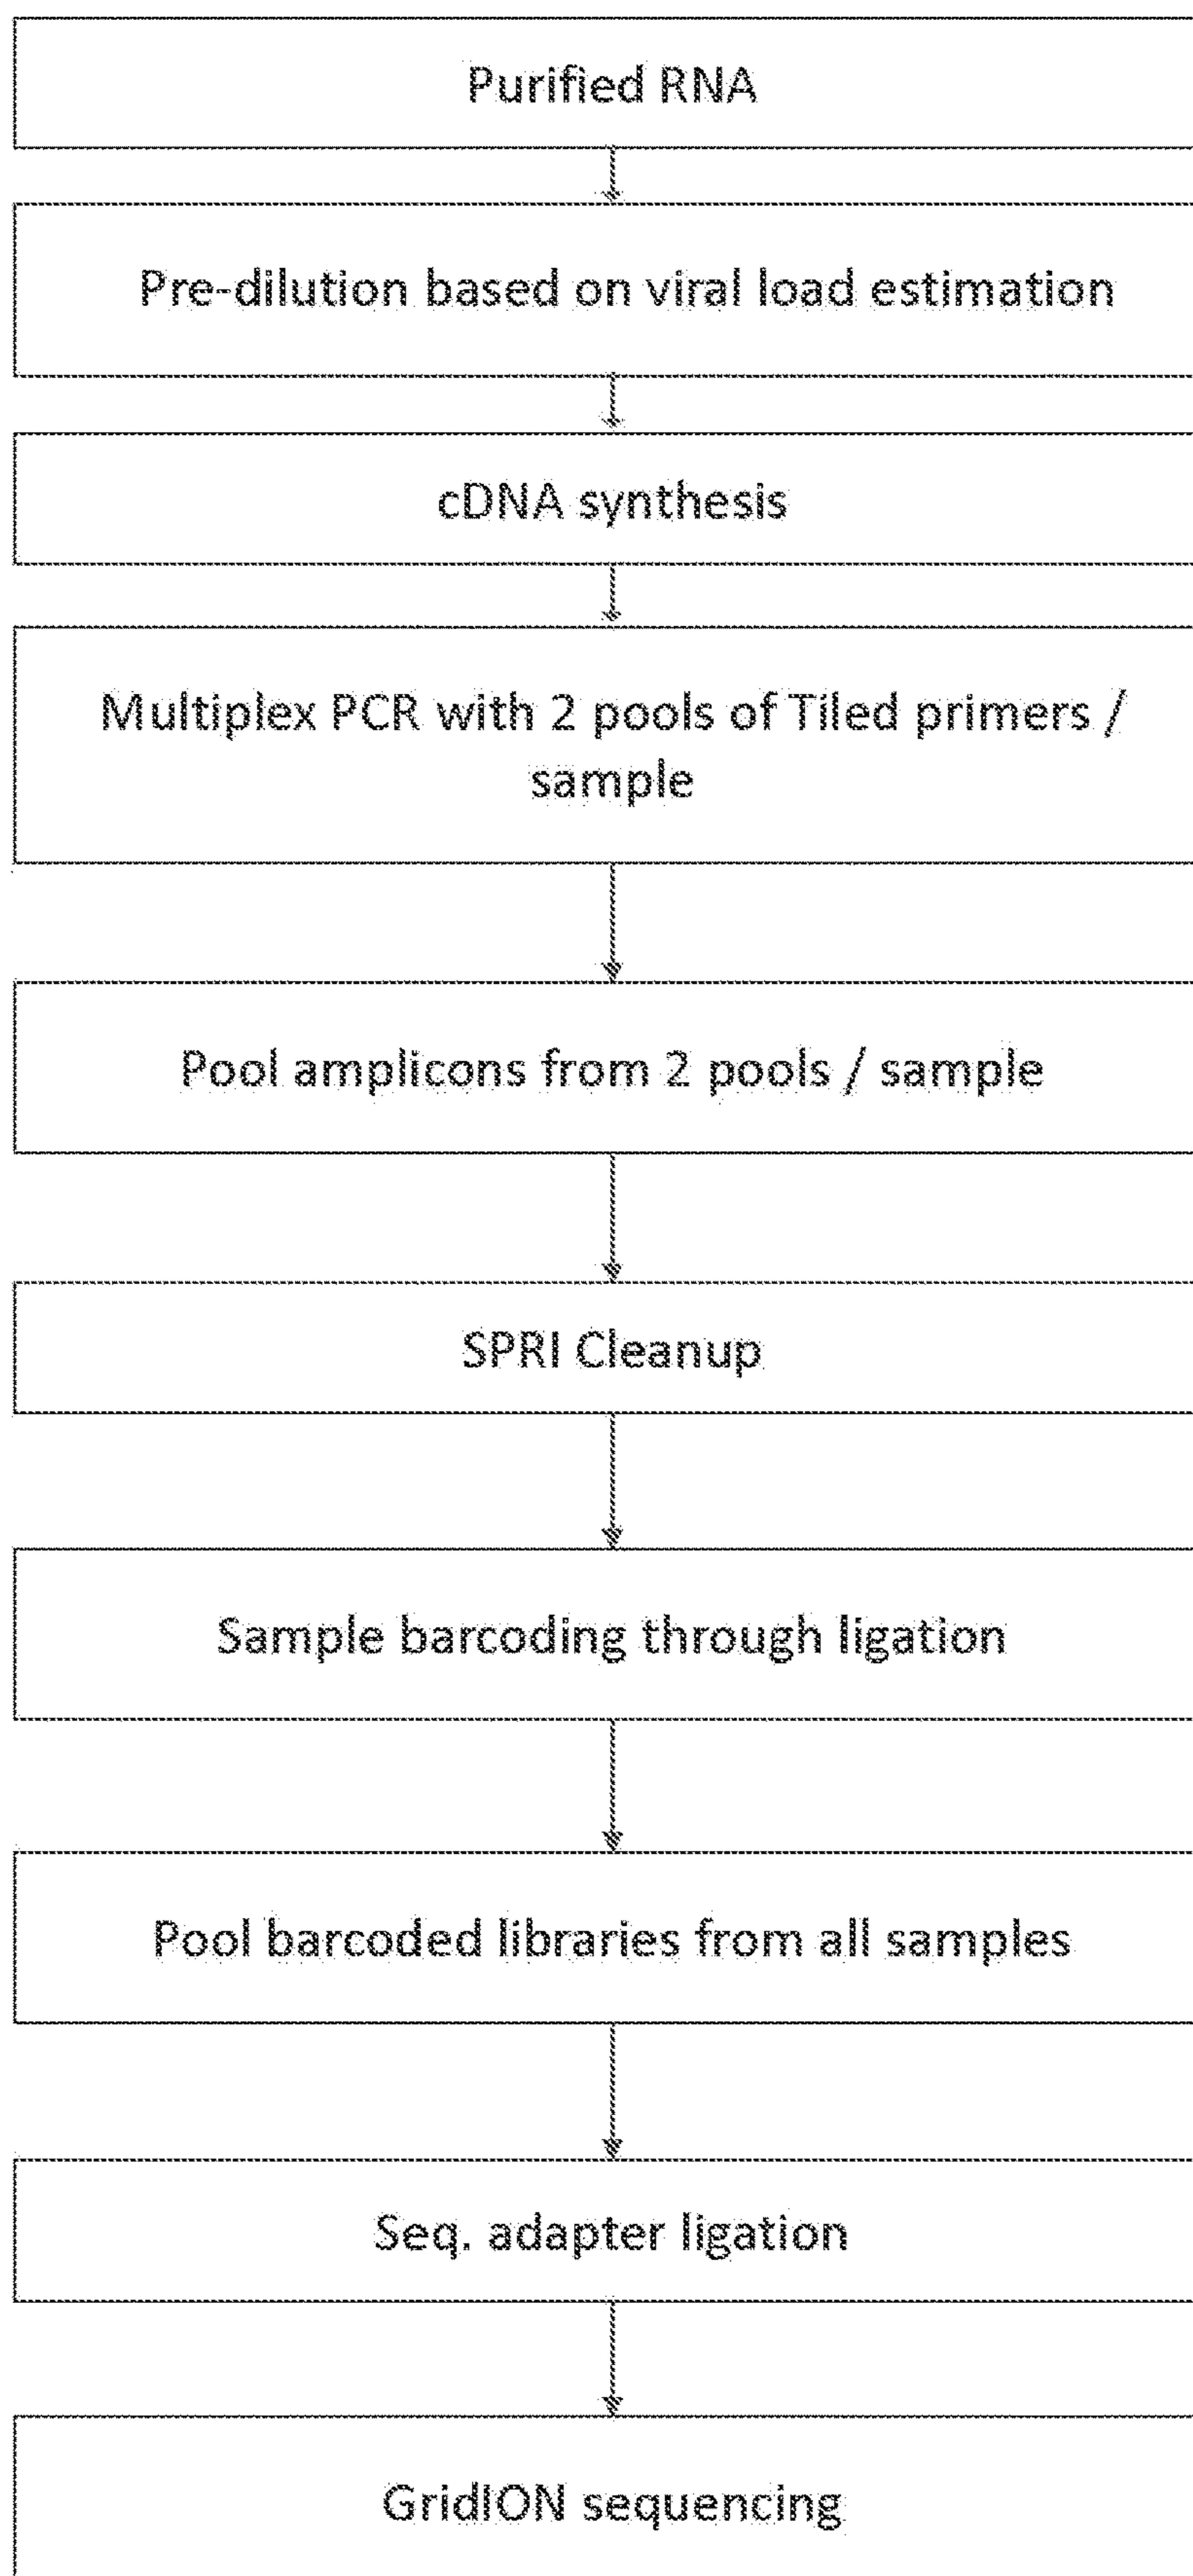 Purified RNA
Pre-dilution based on viral load estimation
cDNA synthesis
Multiplex PCR with 2 pools of Tiled primers /
sample
Pool amplicons from 2 pools / sample
SPRI Cleanup
Sample barcoding through ligation
Pool barcoded libraries from all samples
Seq. adapter ligation
GridION sequencing